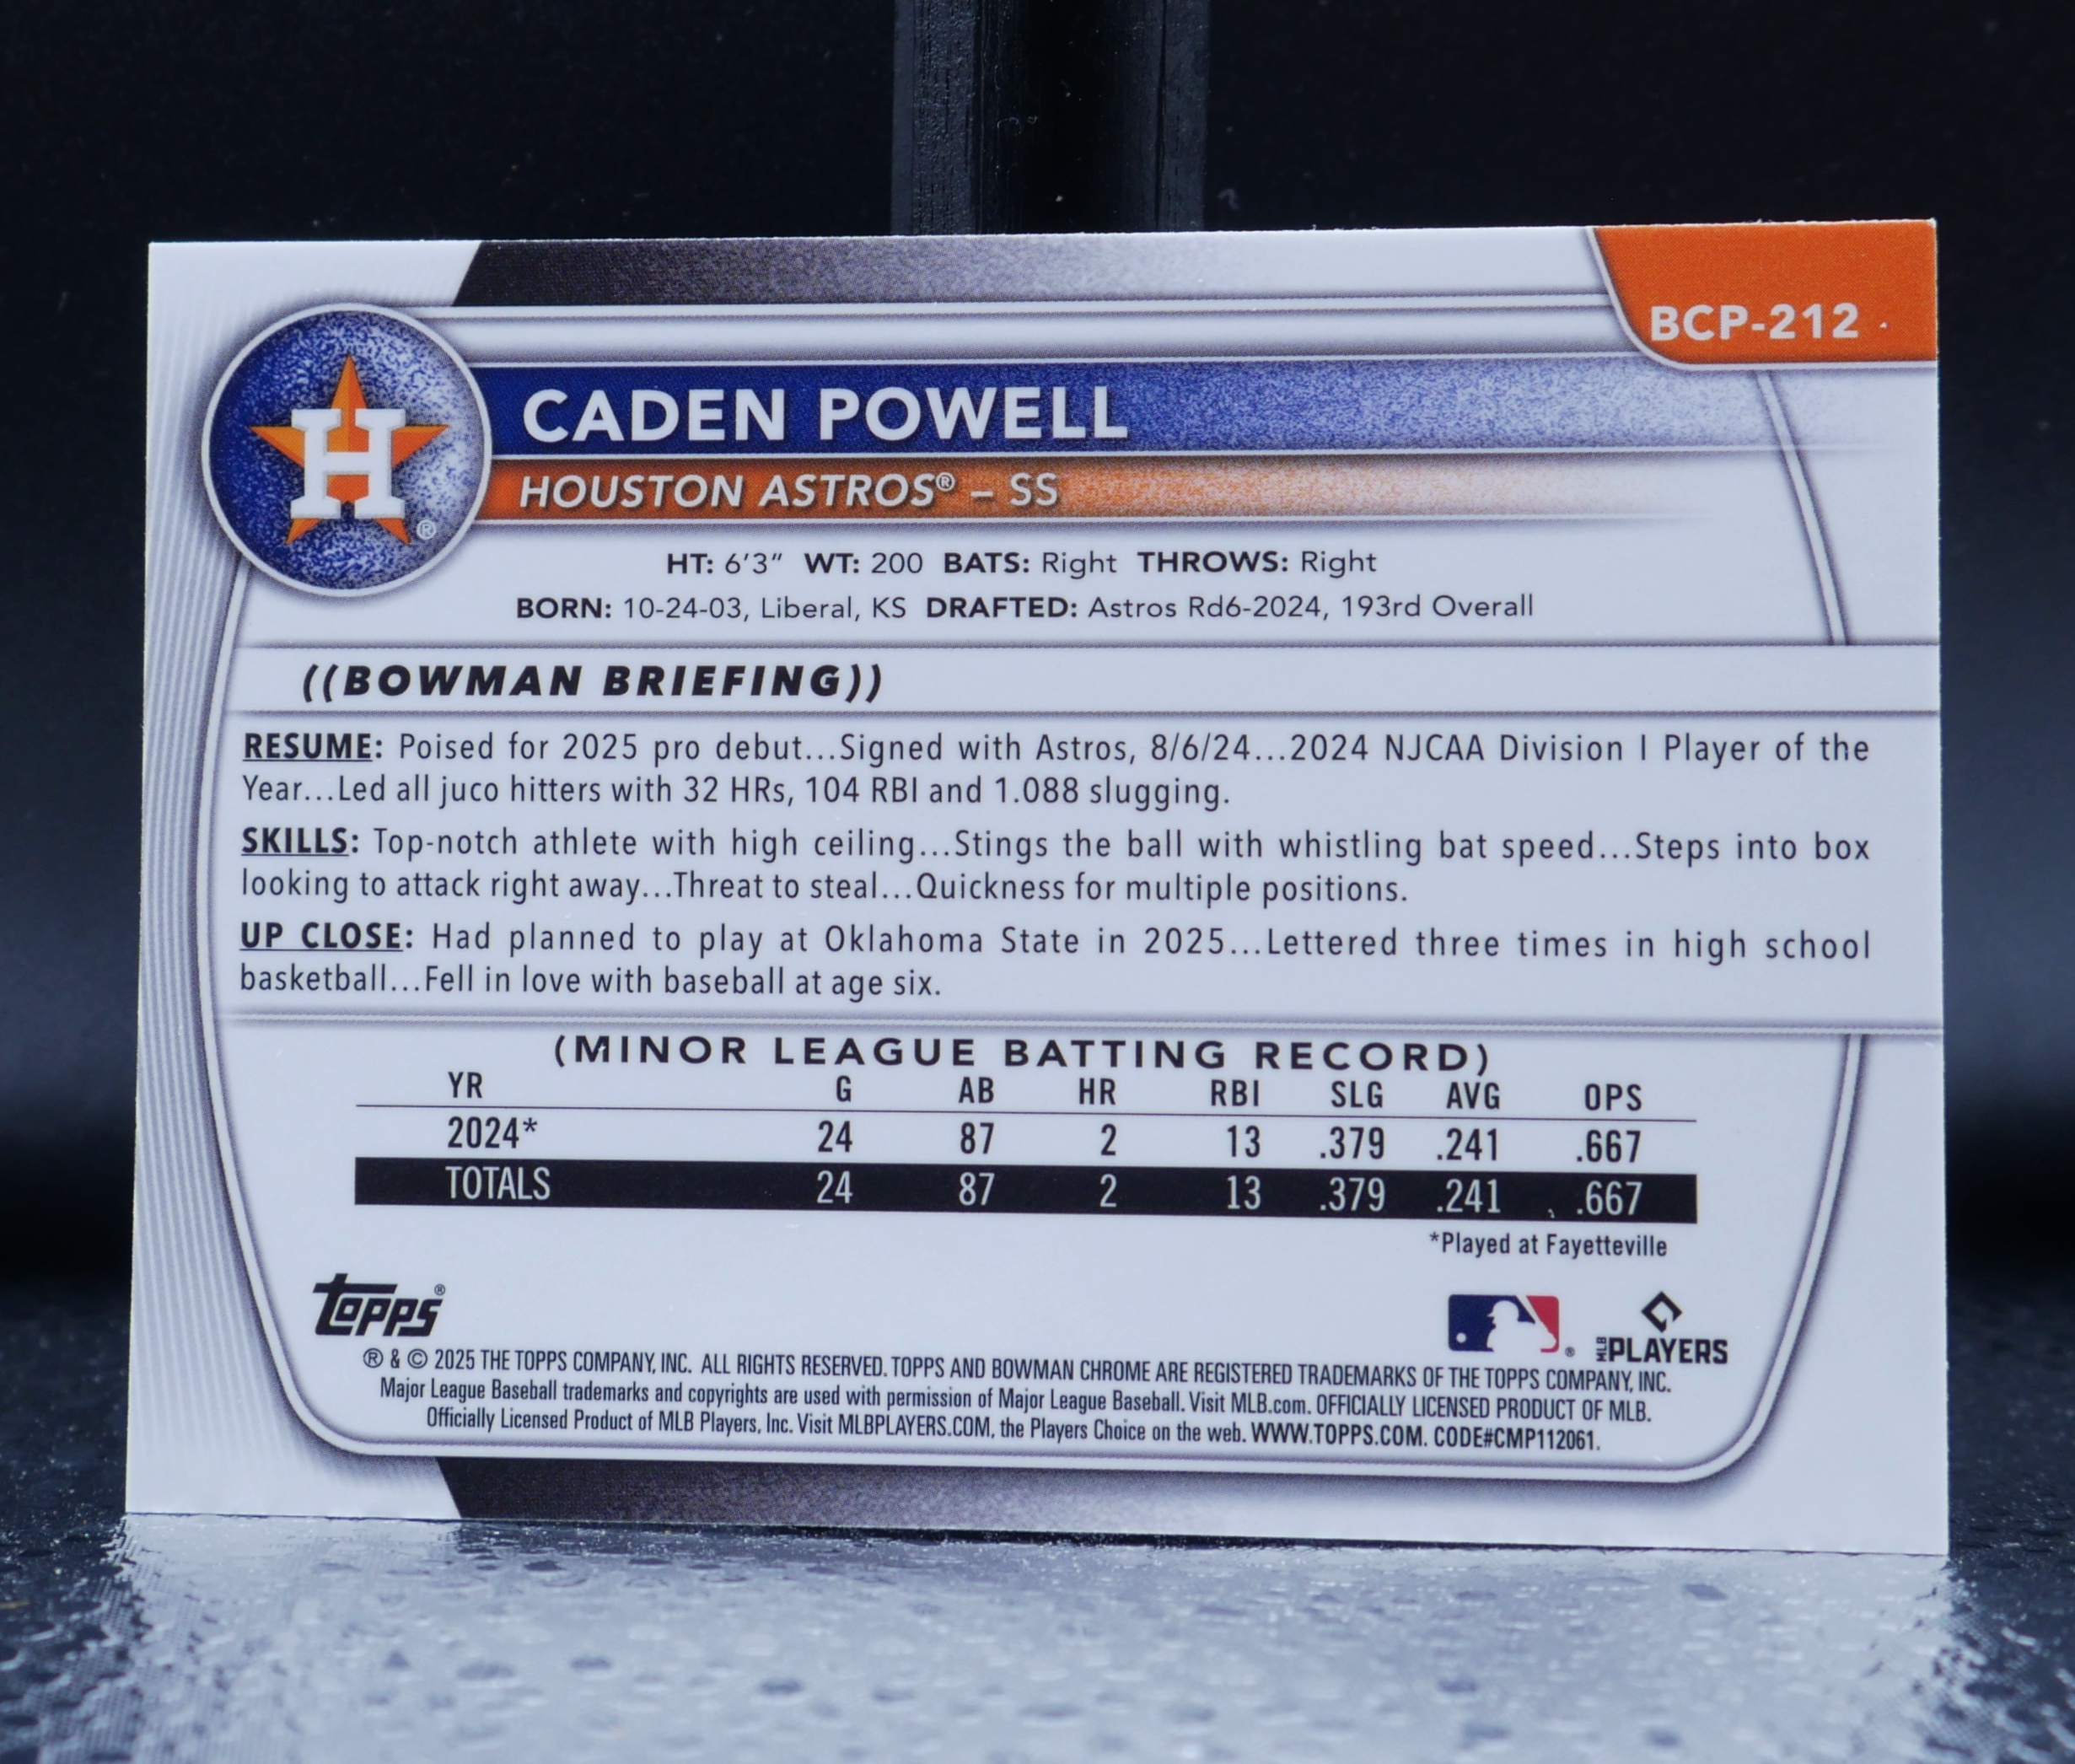 BCP-212
CADEN POWELL
HOUSTON ASTROS® – SS
H
®
HT: 6'3" WT: 200 BATS: Right THROWS: Right
BORN: 10-24-03, Liberal, KS DRAFTED: Astros Rd6-2024, 193rd Overall
((BOWMAN BRIEFING))
RESUME: Poised for 2025 pro debut...Signed with Astros, 8/6/24...2024 NJCAA Division I Player of the
Year...Led all juco hitters with 32 HRs, 104 RBI and 1.088 slugging.
SKILLS: Top-notch athlete with high ceiling...Stings the ball with whistling bat speed...Steps into box
looking to attack right away...Threat to steal...Quickness for multiple positions.
UP CLOSE: Had planned to play at Oklahoma State in 2025...Lettered three times in high school
basketball...Fell in love with baseball at age six.
(MINOR LEAGUE BATTING RECORD)
YR G AB HR RBI SLG AVG OPS
2024* 24 87 2 13 .379 .241 .667
TOTALS 24 87 2 13 .379 .241 .667
*Played at Fayetteville
Topps®
®
MLB PLAYERS
® & © 2025 THE TOPPS COMPANY, INC. ALL RIGHTS RESERVED. TOPPS AND BOWMAN CHROME ARE REGISTERED TRADEMARKS OF THE TOPPS COMPANY, INC.
Major League Baseball trademarks and copyrights are used with permission of Major League Baseball. Visit MLB.com. OFFICIALLY LICENSED PRODUCT OF MLB.
Officially Licensed Product of MLB Players, Inc. Visit MLBPLAYERS.COM, the Players Choice on the web. WWW.TOPPS.COM. CODE#CMP112061.